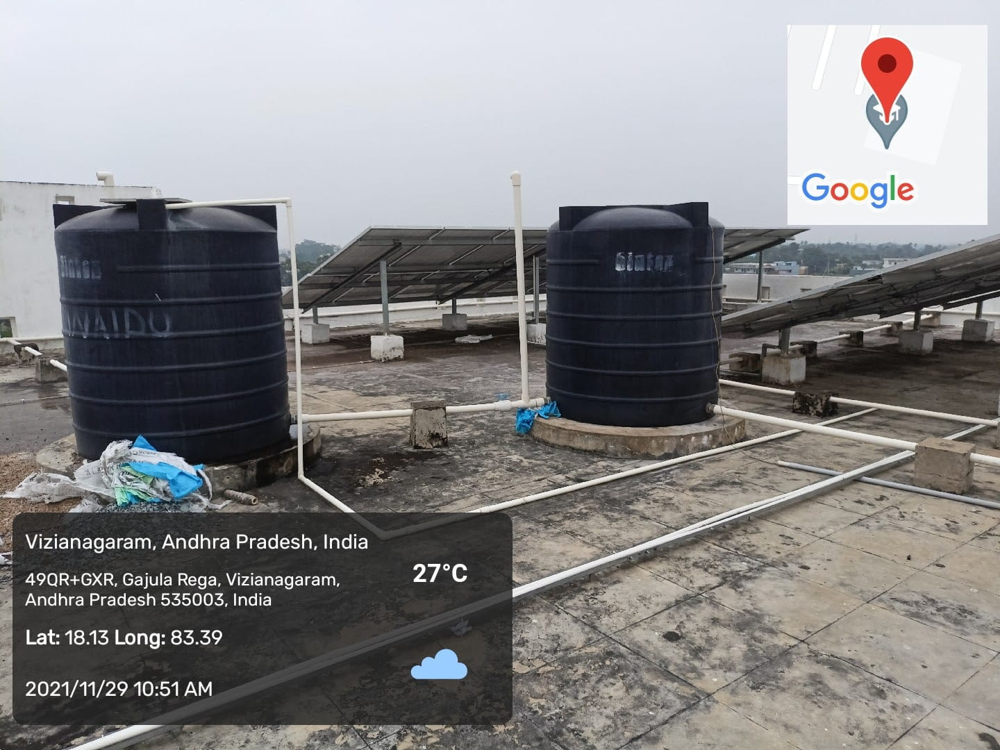 Google
Sintex
Sintex
NAIDU
Vizianagaram, Andhra Pradesh, India
27°C
49QR+GXR, Gajula Rega, Vizianagaram,
Andhra Pradesh 535003, India
Lat: 18.13 Long: 83.39
2021/11/29 10:51 AM